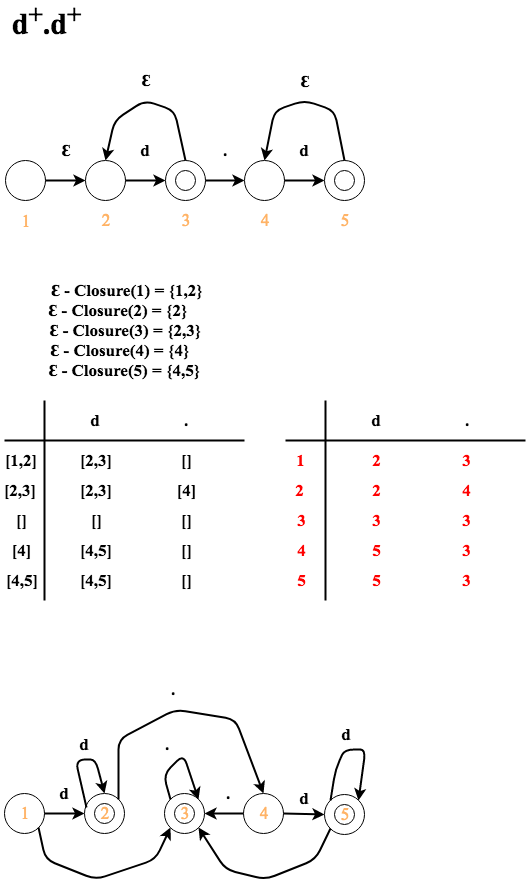 d⁺.d⁺
Ɛ Ɛ
Ɛ d . d
1 2 3 4 5
Ɛ - Closure(1) = {1,2}
Ɛ - Closure(2) = {2}
Ɛ - Closure(3) = {2,3}
Ɛ - Closure(4) = {4}
Ɛ - Closure(5) = {4,5}
d . d .
[1,2] [2,3] [] 1 2 3
[2,3] [2,3] [4] 2 2 4
[] [] [] 3 3 3
[4] [4,5] [] 4 5 3
[4,5] [4,5] [] 5 5 3
.
d . d
d . d
1 2 3 4 5